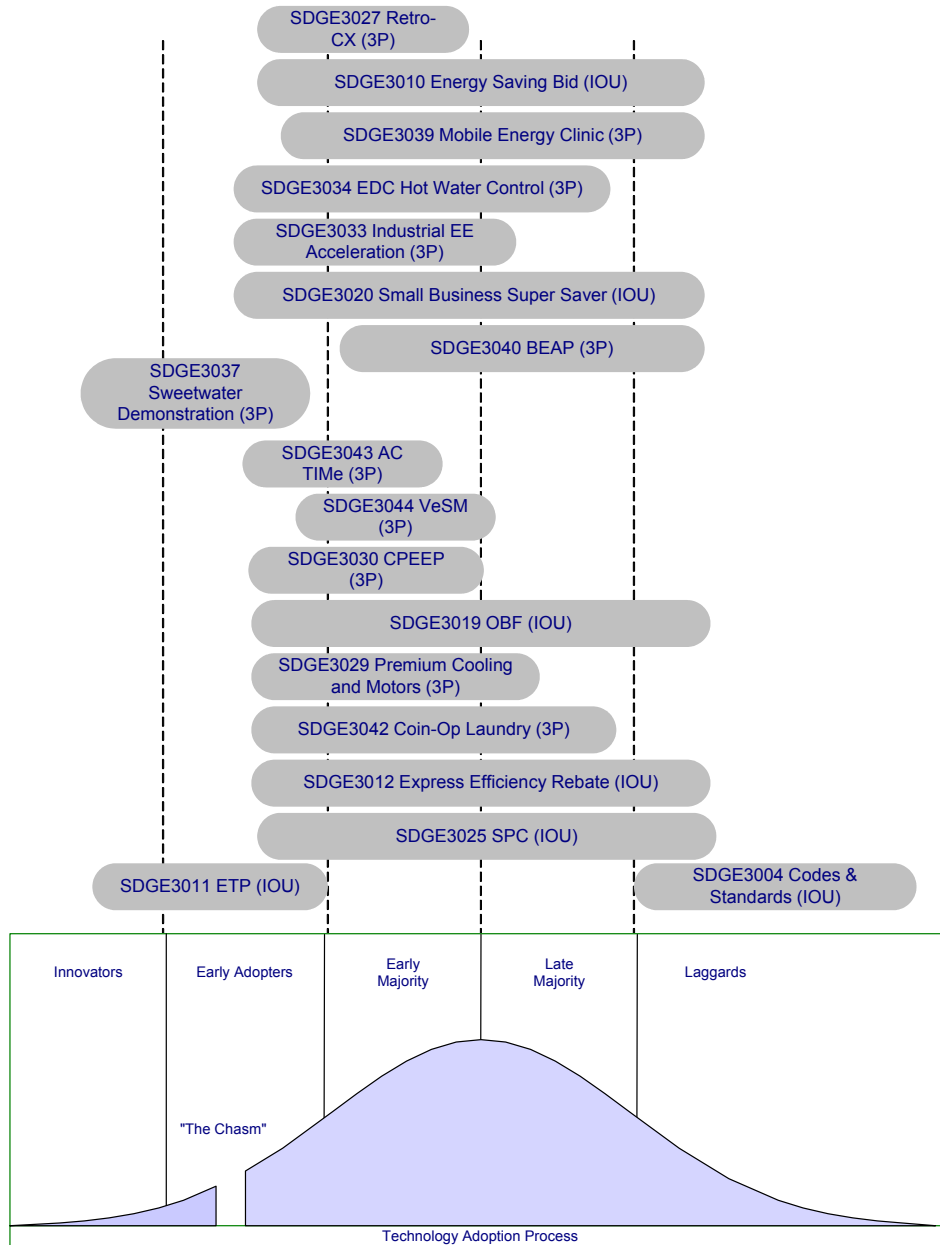 SDGE3027 Retro-
CX (3P)
SDGE3010 Energy Saving Bid (IOU)
SDGE3039 Mobile Energy Clinic (3P)
SDGE3034 EDC Hot Water Control (3P)
SDGE3033 Industrial EE
Acceleration (3P)
SDGE3020 Small Business Super Saver (IOU)
SDGE3040 BEAP (3P)
SDGE3037
Sweetwater
Demonstration (3P)
SDGE3043 AC
TIMe (3P)
SDGE3044 VeSM
(3P)
SDGE3030 CPEEP
(3P)
SDGE3019 OBF (IOU)
SDGE3029 Premium Cooling
and Motors (3P)
SDGE3042 Coin-Op Laundry (3P)
SDGE3012 Express Efficiency Rebate (IOU)
SDGE3025 SPC (IOU)
SDGE3011 ETP (IOU)
SDGE3004 Codes &
Standards (IOU)
Innovators
Early Adopters
Early
Majority
Late
Majority
Laggards
"The Chasm"
Technology Adoption Process